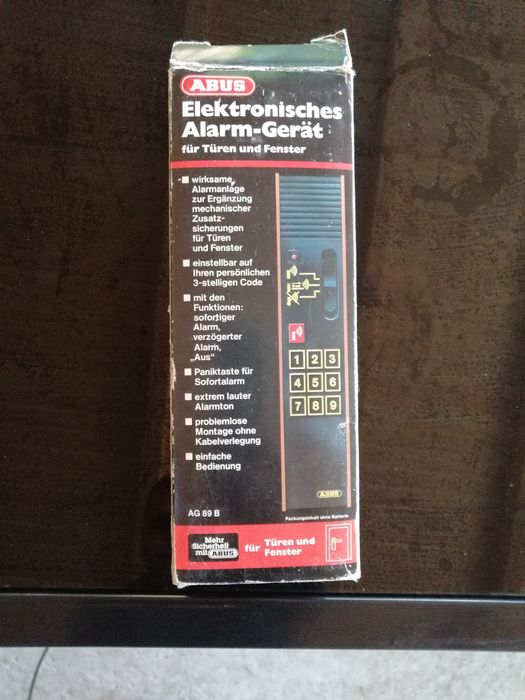 ABUS
Elektronisches
Alarm-Gerät
für Türen und Fenster
wirksame
Alarmanlage
zur Ergänzung
mechanischer
Zusatz-
sicherungen
für Türen
und Fenster
einstellbar auf
Ihren persönlichen
3-stelligen Code
mit den
Funktionen:
sofortiger
Alarm,
verzögerter
Alarm,
„Aus"
Paniktaste für
Sofortalarm
extrem lauter
Alarmton
problemlose
Montage ohne
Kabelverlegung
einfache
Bedienung
1 2 3
4 5 6
7 8 9
ABUS
AG 89 B
Packungsinhalt ohne Batterie
Mehr
Sicherheit
mit ABUS
für Türen und
Fenster